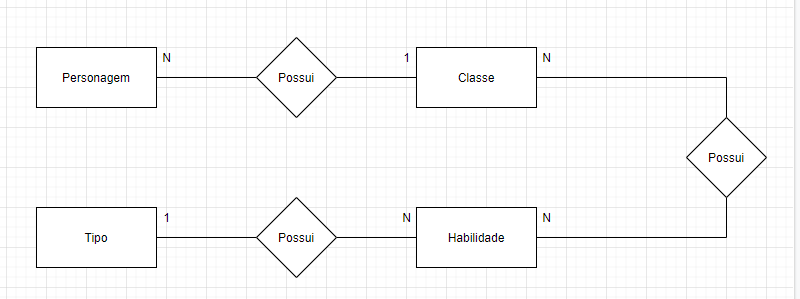 N
1
N
Personagem
Possui
Classe
Possui
1
N
N
Tipo
Possui
Habilidade